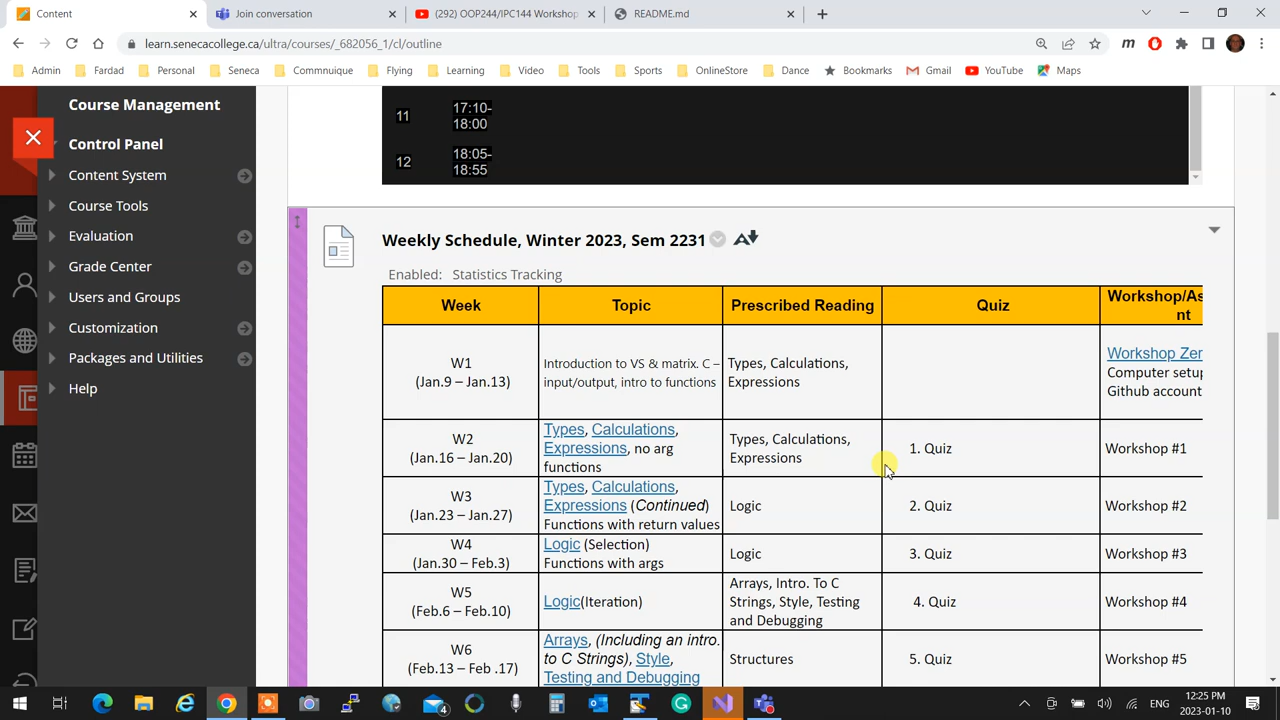 Content
Join conversation
(292) OOP244/IPC144 Workshop
README.md
learn.senecacollege.ca/ultra/courses/_682056_1/cl/outline
Admin
Fardad
Personal
Seneca
Commnuique
Flying
Learning
Video
Tools
Sports
OnlineStore
Dance
Bookmarks
Gmail
YouTube
Maps
Course Management
Control Panel
Content System
Course Tools
Evaluation
Grade Center
Users and Groups
Customization
Packages and Utilities
Help
11
17:10-
18:00
12
18:05-
18:55
Weekly Schedule, Winter 2023, Sem 2231
Enabled: Statistics Tracking
Week
Topic
Prescribed Reading
Quiz
Workshop/As
nt
W1
(Jan.9 – Jan.13)
Introduction to VS & matrix. C –
input/output, intro to functions
Types, Calculations,
Expressions
Workshop Zer
Computer setup
Github account
W2
(Jan.16 – Jan.20)
Types, Calculations,
Expressions, no arg
functions
Types, Calculations,
Expressions
1. Quiz
Workshop #1
W3
(Jan.23 – Jan.27)
Types, Calculations,
Expressions (Continued)
Functions with return values
Logic
2. Quiz
Workshop #2
W4
(Jan.30 – Feb.3)
Logic (Selection)
Functions with args
Logic
3. Quiz
Workshop #3
W5
(Feb.6 – Feb.10)
Logic(Iteration)
Arrays, Intro. To C
Strings, Style, Testing
and Debugging
4. Quiz
Workshop #4
W6
(Feb.13 – Feb .17)
Arrays, (Including an intro.
to C Strings), Style,
Testing and Debugging
Structures
5. Quiz
Workshop #5
4
ENG
12:25 PM
2023-01-10